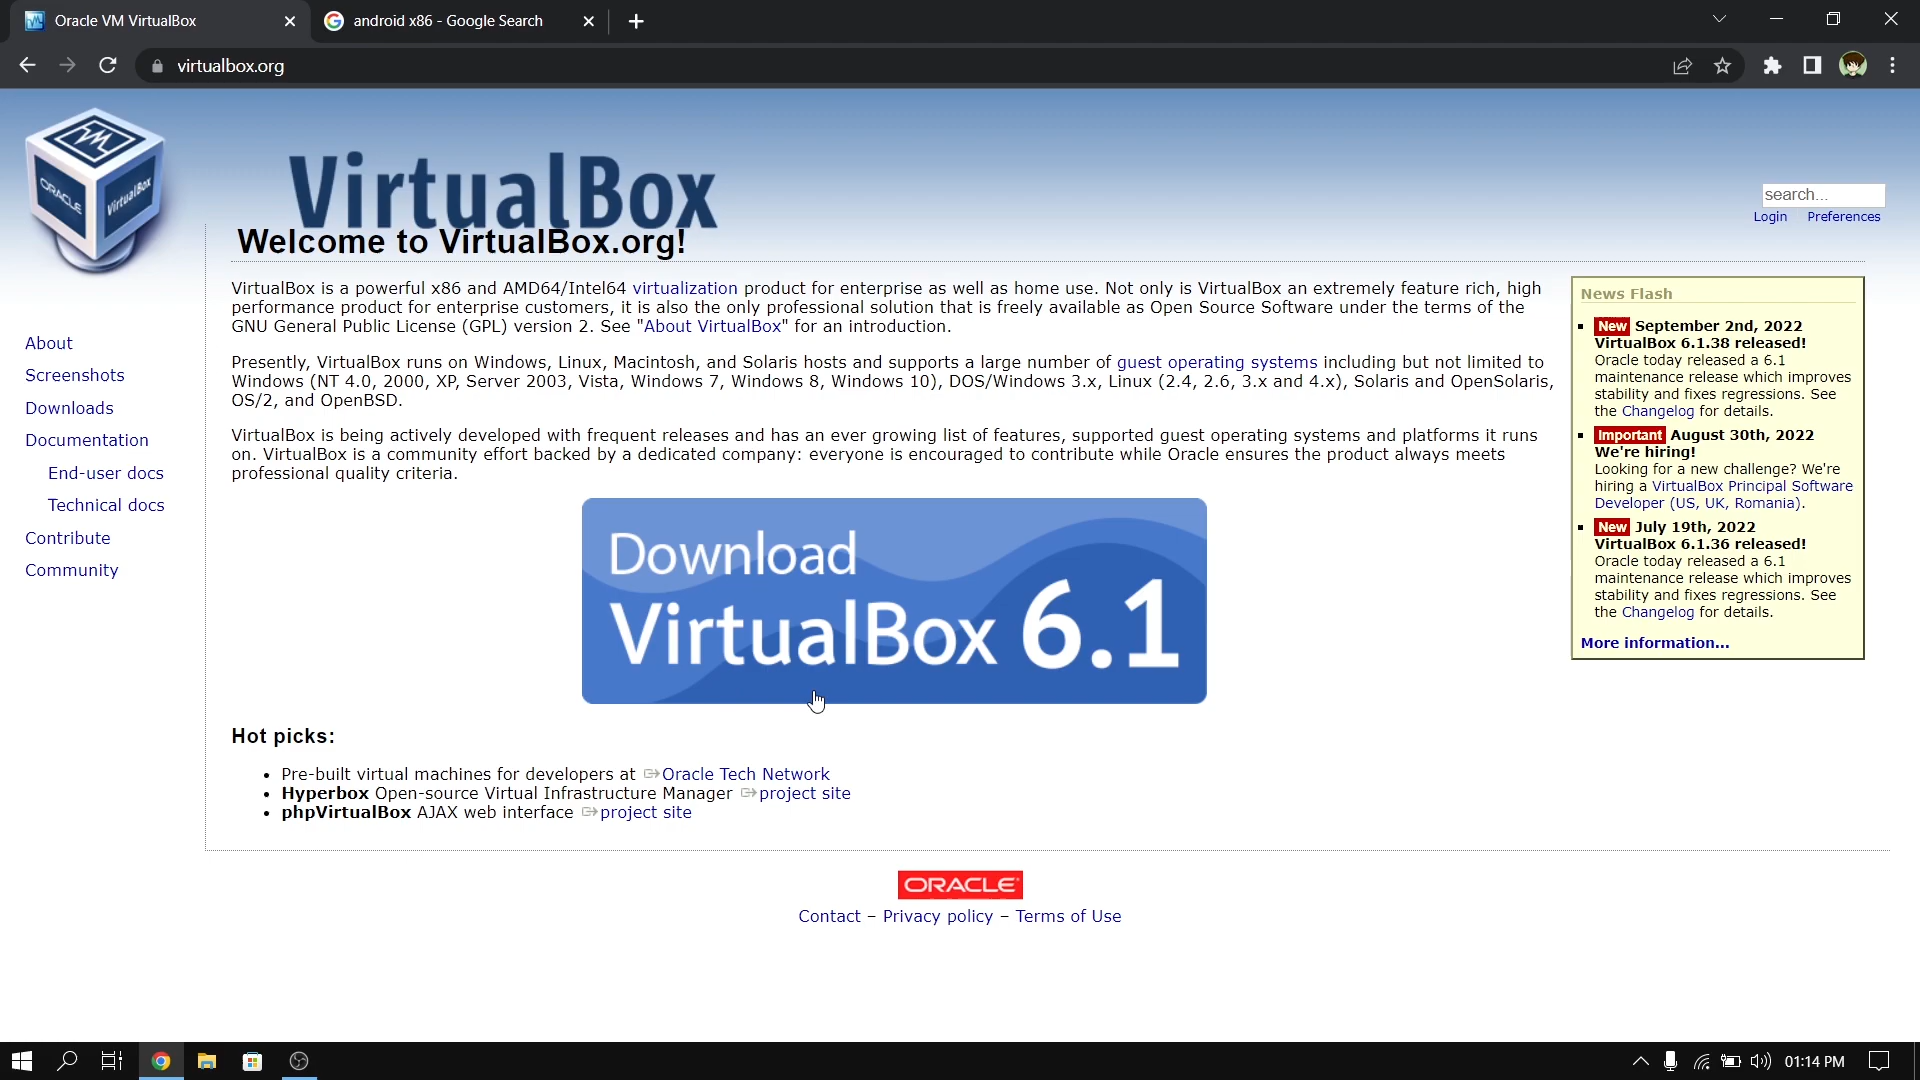 Oracle VM VirtualBox
android x86 - Google Search
virtualbox.org
ORACLE
VirtualBox
VirtualBox
search...
Login Preferences
Welcome to VirtualBox.org!
VirtualBox is a powerful x86 and AMD64/Intel64 virtualization product for enterprise as well as home use. Not only is VirtualBox an extremely feature rich, high
performance product for enterprise customers, it is also the only professional solution that is freely available as Open Source Software under the terms of the
GNU General Public License (GPL) version 2. See "About VirtualBox" for an introduction.
Presently, VirtualBox runs on Windows, Linux, Macintosh, and Solaris hosts and supports a large number of guest operating systems including but not limited to
Windows (NT 4.0, 2000, XP, Server 2003, Vista, Windows 7, Windows 8, Windows 10), DOS/Windows 3.x, Linux (2.4, 2.6, 3.x and 4.x), Solaris and OpenSolaris,
OS/2, and OpenBSD.
VirtualBox is being actively developed with frequent releases and has an ever growing list of features, supported guest operating systems and platforms it runs
on. VirtualBox is a community effort backed by a dedicated company: everyone is encouraged to contribute while Oracle ensures the product always meets
professional quality criteria.
About
Screenshots
Downloads
Documentation
End-user docs
Technical docs
Contribute
Community
Download
VirtualBox 6.1
News Flash
New September 2nd, 2022
VirtualBox 6.1.38 released!
Oracle today released a 6.1
maintenance release which improves
stability and fixes regressions. See
the Changelog for details.
Important August 30th, 2022
We're hiring!
Looking for a new challenge? We're
hiring a VirtualBox Principal Software
Developer (US, UK, Romania).
New July 19th, 2022
VirtualBox 6.1.36 released!
Oracle today released a 6.1
maintenance release which improves
stability and fixes regressions. See
the Changelog for details.
More information...
Hot picks:
Pre-built virtual machines for developers at Oracle Tech Network
Hyperbox Open-source Virtual Infrastructure Manager project site
phpVirtualBox AJAX web interface project site
ORACLE
Contact – Privacy policy – Terms of Use
01:14 PM